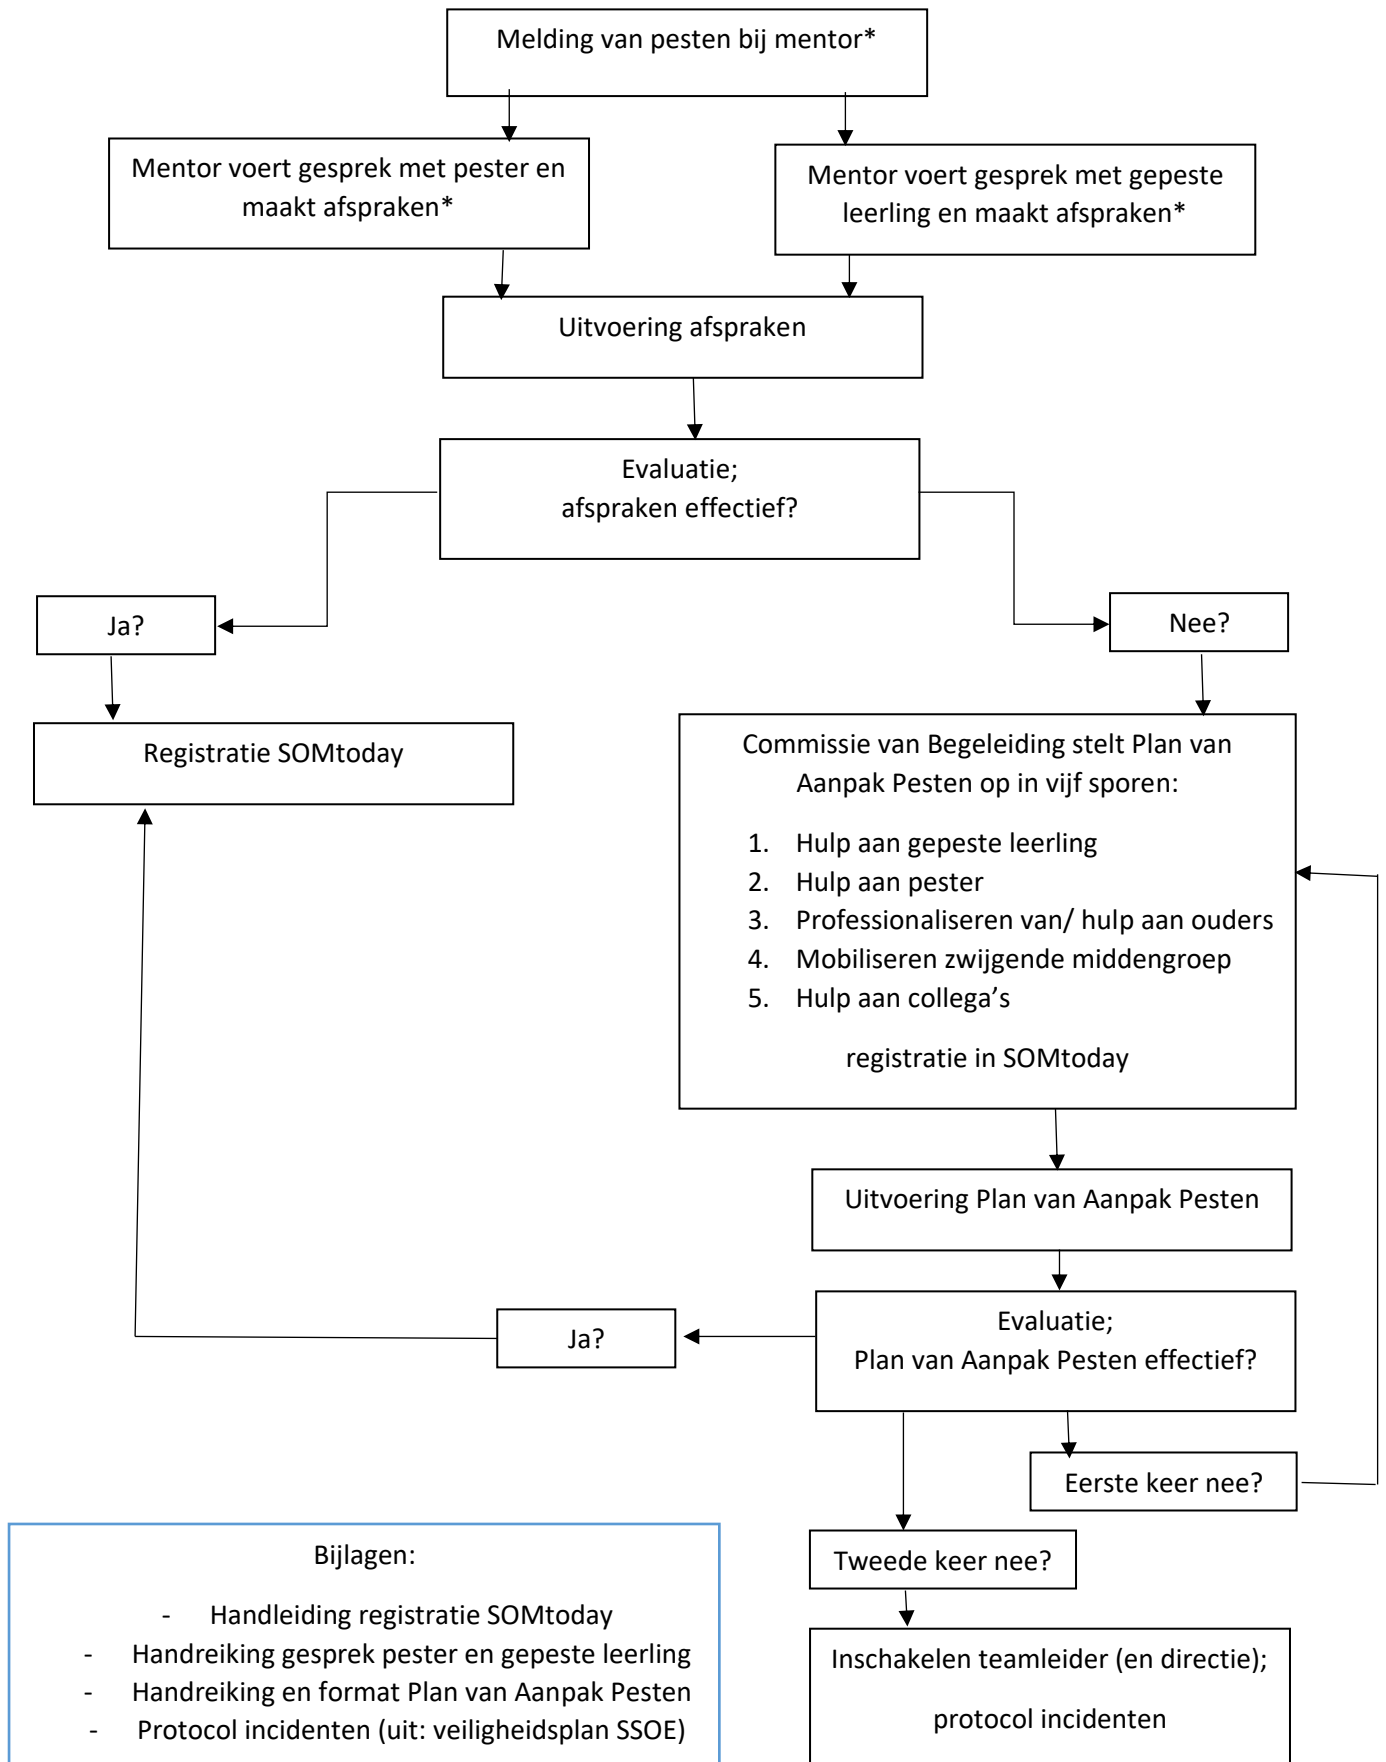 Melding van pesten bij mentor*
Mentor voert gesprek met pester en
maakt afspraken*
Mentor voert gesprek met gepeste
leerling en maakt afspraken*
Uitvoering afspraken
Evaluatie;
afspraken effectief?
Ja?
Nee?
Registratie SOMtoday
Commissie van Begeleiding stelt Plan van
Aanpak Pesten op in vijf sporen:
1. Hulp aan gepeste leerling
2. Hulp aan pester
3. Professionaliseren van/ hulp aan ouders
4. Mobiliseren zwijgende middengroep
5. Hulp aan collega’s
registratie in SOMtoday
Uitvoering Plan van Aanpak Pesten
Evaluatie;
Plan van Aanpak Pesten effectief?
Ja?
Eerste keer nee?
Tweede keer nee?
Inschakelen teamleider (en directie);
protocol incidenten
Bijlagen:
- Handleiding registratie SOMtoday
- Handreiking gesprek pester en gepeste leerling
- Handreiking en format Plan van Aanpak Pesten
- Protocol incidenten (uit: veiligheidsplan SSOE)